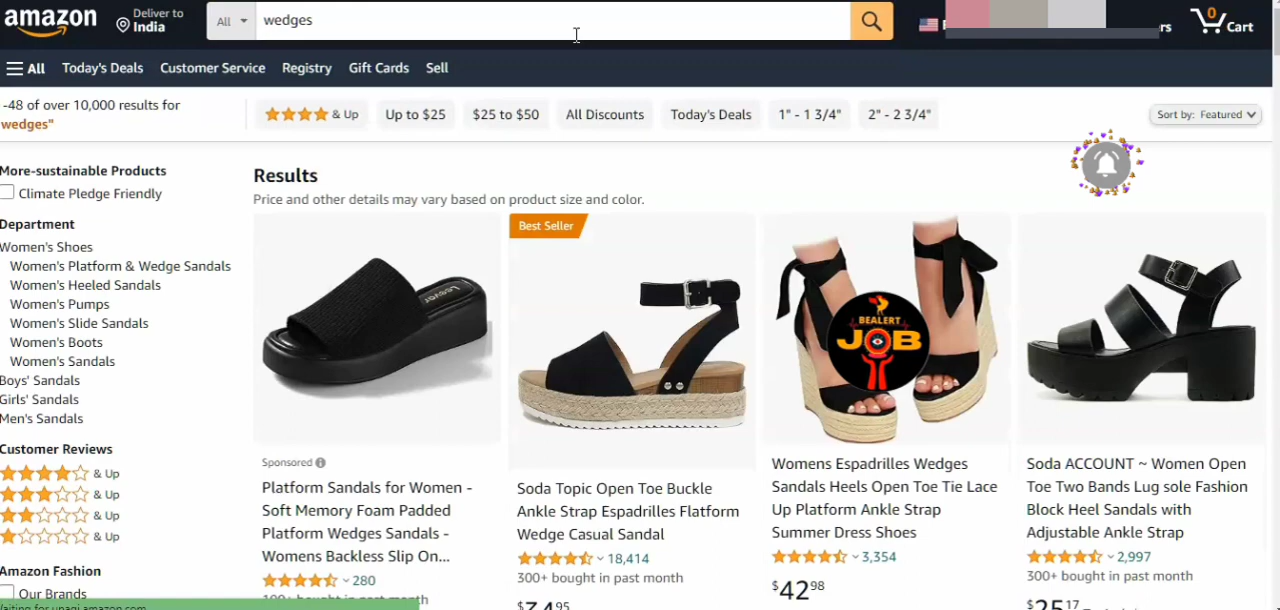 amazon
Deliver to
India
All
wedges
0
Cart
All
Today's Deals
Customer Service
Registry
Gift Cards
Sell
-48 of over 10,000 results for
wedges"
& Up
Up to $25
$25 to $50
All Discounts
Today's Deals
1" - 1 3/4"
2" - 2 3/4"
Sort by: Featured
More-sustainable Products
Climate Pledge Friendly
Department
Women's Shoes
Women's Platform & Wedge Sandals
Women's Heeled Sandals
Women's Pumps
Women's Slide Sandals
Women's Boots
Women's Sandals
Boys' Sandals
Girls' Sandals
Men's Sandals
Customer Reviews
& Up
& Up
& Up
& Up
Amazon Fashion
Our Brands
Results
Price and other details may vary based on product size and color.
Sponsored
Platform Sandals for Women -
Soft Memory Foam Padded
Platform Wedges Sandals -
Womens Backless Slip On...
280
Best Seller
Soda Topic Open Toe Buckle
Ankle Strap Espadrilles Flatform
Wedge Casual Sandal
18,414
300+ bought in past month
BEALERT
JOB
Womens Espadrilles Wedges
Sandals Heels Open Toe Tie Lace
Up Platform Ankle Strap
Summer Dress Shoes
3,354
$42.98
Soda ACCOUNT ~ Women Open
Toe Two Bands Lug sole Fashion
Block Heel Sandals with
Adjustable Ankle Strap
2,997
300+ bought in past month
$25.17